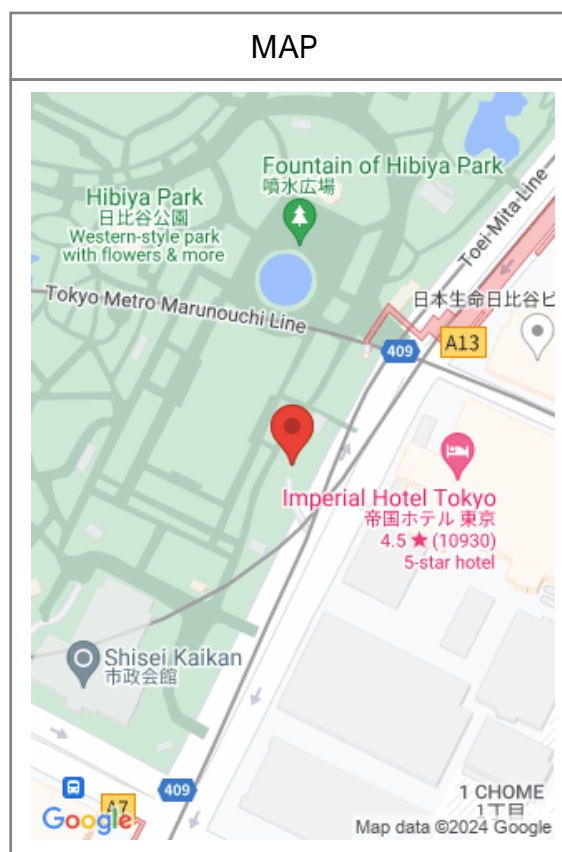 MAP
Fountain of Hibiya Park
噴水広場
Hibiya Park
日比谷公園
Western-style park
with flowers & more
Toei-Mita Line
Tokyo Metro Marunouchi Line
日本生命日比谷ビ
409
A13
Imperial Hotel Tokyo
帝国ホテル 東京
4.5 ★ (10930)
5-star hotel
Shisei Kaikan
市政会館
409
A7
1 CHOME
1丁目
Google
Map data ©2024 Google